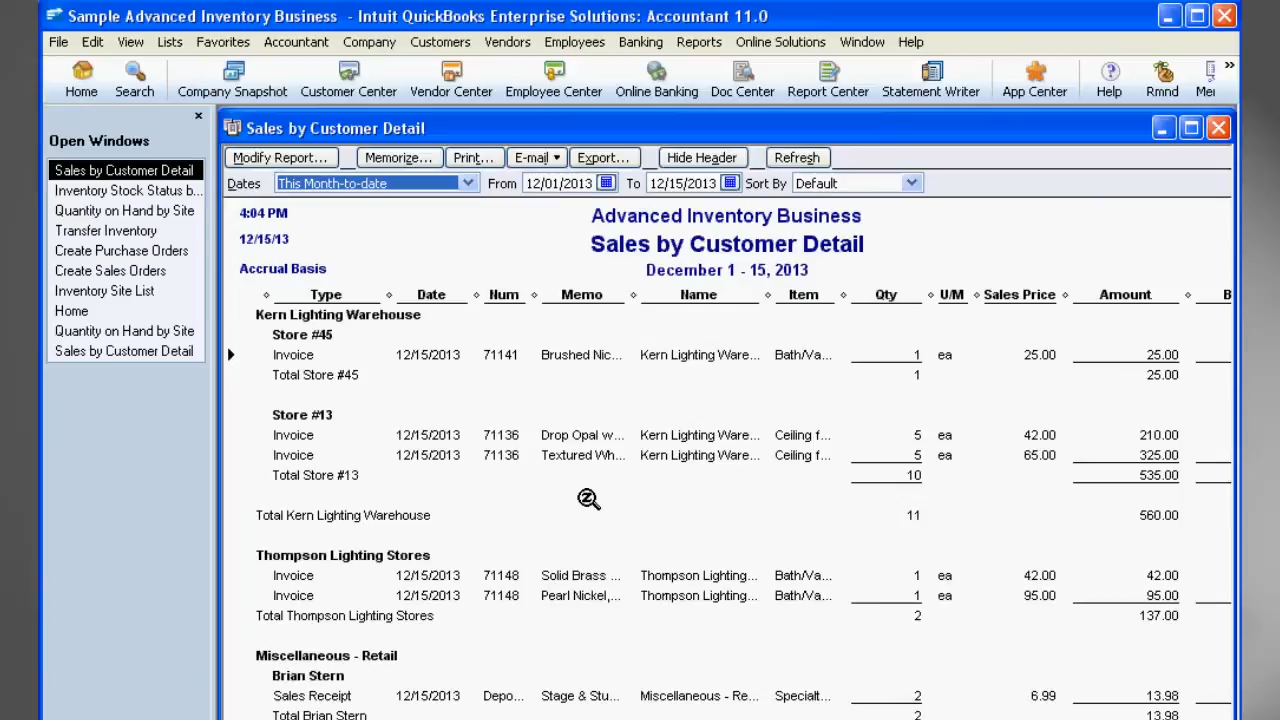 Sample Advanced Inventory Business - Intuit QuickBooks Enterprise Solutions: Accountant 11.0
File Edit View Lists Favorites Accountant Company Customers Vendors Employees Banking Reports Online Solutions Window Help
Home Search Company Snapshot Customer Center Vendor Center Employee Center Online Banking Doc Center Report Center Statement Writer App Center Help Rmnd
Open Windows
Sales by Customer Detail
Inventory Stock Status b...
Quantity on Hand by Site
Transfer Inventory
Create Purchase Orders
Create Sales Orders
Inventory Site List
Home
Quantity on Hand by Site
Sales by Customer Detail
Sales by Customer Detail
Modify Report... Memorize... Print... E-mail Export... Hide Header Refresh
Dates This Month-to-date From 12/01/2013 To 12/15/2013 Sort By Default
4:04 PM
12/15/13
Accrual Basis
Advanced Inventory Business
Sales by Customer Detail
December 1 - 15, 2013
Type Date Num Memo Name Item Qty U/M Sales Price Amount B
Kern Lighting Warehouse
Store #45
Invoice 12/15/2013 71141 Brushed Nic... Kern Lighting Ware... Bath/Va... 1 ea 25.00 25.00
Total Store #45 1 25.00
Store #13
Invoice 12/15/2013 71136 Drop Opal w... Kern Lighting Ware... Ceiling f... 5 ea 42.00 210.00
Invoice 12/15/2013 71136 Textured Wh... Kern Lighting Ware... Ceiling f... 5 ea 65.00 325.00
Total Store #13 10 535.00
Total Kern Lighting Warehouse 11 560.00
Thompson Lighting Stores
Invoice 12/15/2013 71148 Solid Brass ... Thompson Lighting... Bath/Va... 1 ea 42.00 42.00
Invoice 12/15/2013 71148 Pearl Nickel,... Thompson Lighting... Bath/Va... 1 ea 95.00 95.00
Total Thompson Lighting Stores 2 137.00
Miscellaneous - Retail
Brian Stern
Sales Receipt 12/15/2013 Depo... Stage & Stu... Miscellaneous - Re... Specialt... 2 6.99 13.98
Total Brian Stern 2 13.98